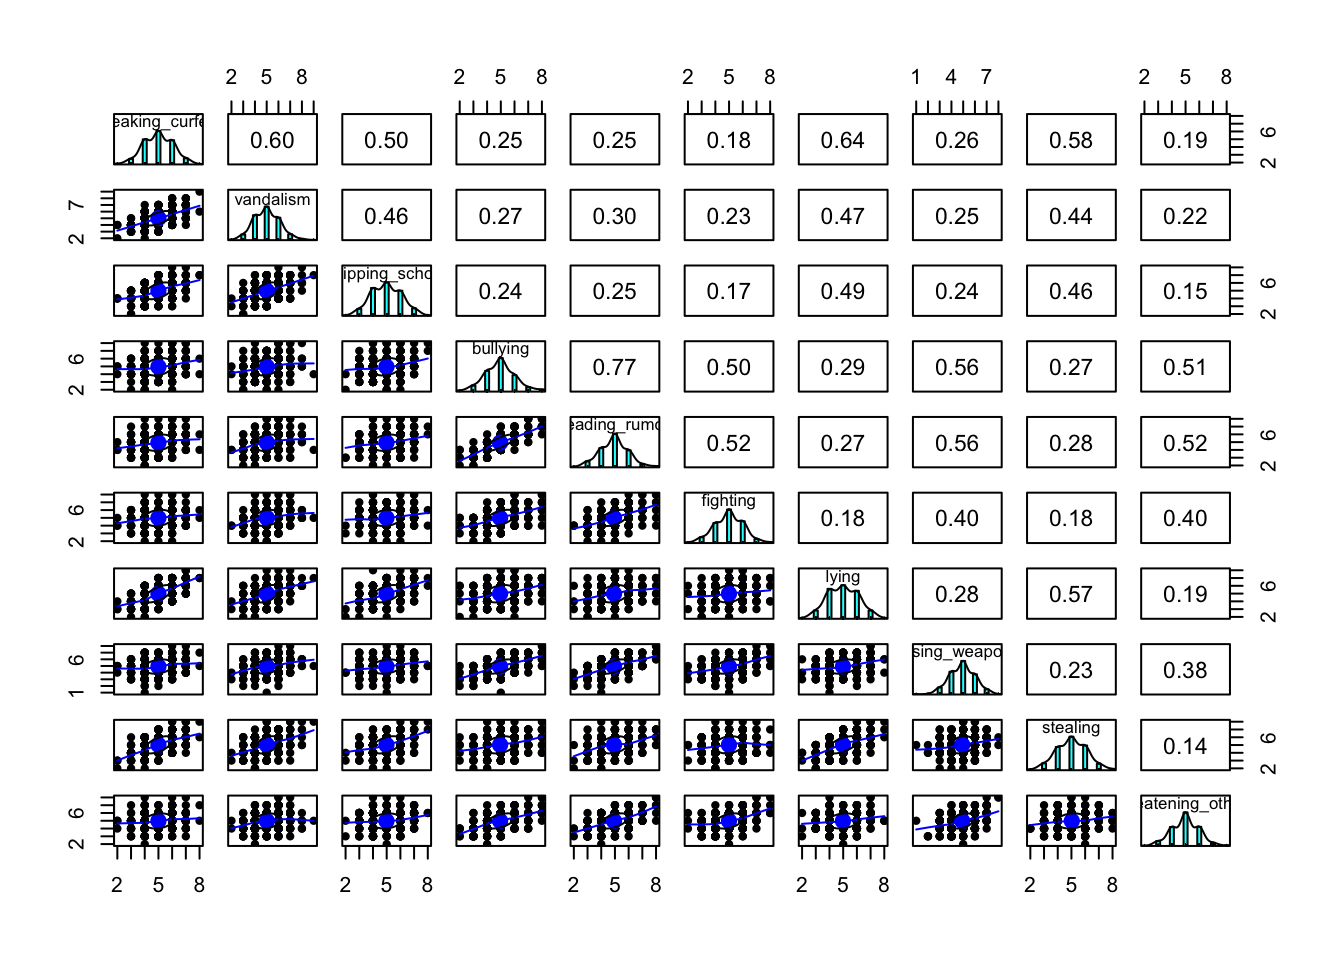 2 5 8 2 5 8 2 5 8 1 4 7 2 5 8
eaking_curfe 0.60 0.50 0.25 0.25 0.18 0.64 0.26 0.58 0.19 2 6
2 7 vandalism 0.46 0.27 0.30 0.23 0.47 0.25 0.44 0.22
ipping_scho 0.24 0.25 0.17 0.49 0.24 0.46 0.15 2 6
2 6 bullying 0.77 0.50 0.29 0.56 0.27 0.51
eading_rumo 0.52 0.27 0.56 0.28 0.52 2 6
2 6 fighting 0.18 0.40 0.18 0.40
lying 0.28 0.57 0.19 2 6
1 6 sing_weapo 0.23 0.38
stealing 0.14 2 6
2 6 eatening_oth
2 5 8 2 5 8 2 5 8 2 5 8 2 5 8